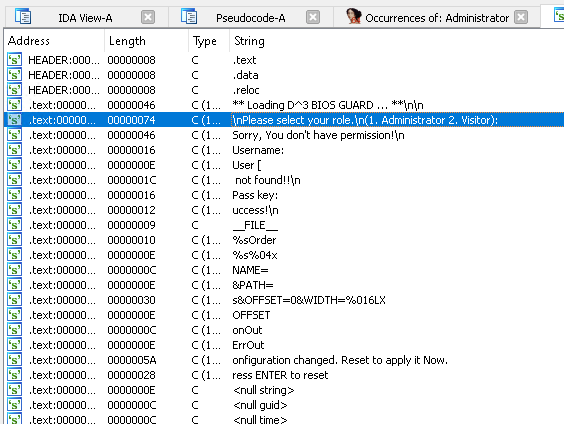 IDA View-A Pseudocode-A Occurrences of: Administrator
Address Length Type String
HEADER:000... 00000008 C .text
HEADER:000... 00000008 C .data
HEADER:000... 00000008 C .reloc
.text:00000... 00000046 C (1... ** Loading D^3 BIOS GUARD ... **\n\n
.text:00000... 00000074 C (1... \nPlease select your role.\n(1. Administrator 2. Visitor):
.text:00000... 00000046 C (1... Sorry, You don't have permission!\n
.text:00000... 00000016 C (1... Username:
.text:00000... 0000000E C (1... User [
.text:00000... 0000001C C (1... not found!!\n
.text:00000... 00000016 C (1... Pass key:
.text:00000... 00000012 C (1... uccess!\n
.text:00000... 00000009 C __FILE__
.text:00000... 00000010 C (1... %sOrder
.text:00000... 0000000E C (1... %s%04x
.text:00000... 0000000C C (1... NAME=
.text:00000... 0000000E C (1... &PATH=
.text:00000... 00000030 C (1... s&OFFSET=0&WIDTH=%016LX
.text:00000... 0000000E C (1... OFFSET
.text:00000... 0000000C C (1... onOut
.text:00000... 0000000E C (1... ErrOut
.text:00000... 0000005A C (1... onfiguration changed. Reset to apply it Now.
.text:00000... 00000028 C (1... ress ENTER to reset
.text:00000... 0000000E C <null string>
.text:00000... 0000000C C <null guid>
.text:00000... 0000000C C <null time>